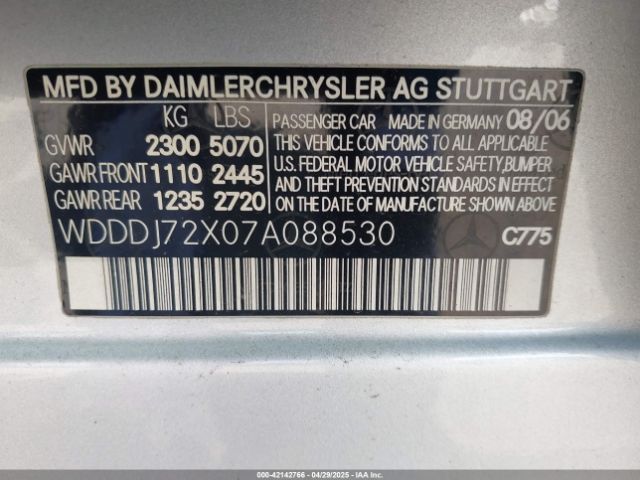 MFD BY DAIMLERCHRYSLER AG STUTTGART
KG LBS
GVWR 2300 5070
GAWR FRONT 1110 2445
GAWR REAR 1235 2720
PASSENGER CAR MADE IN GERMANY 08/06
THIS VEHICLE CONFORMS TO ALL APPLICABLE
U.S. FEDERAL MOTOR VEHICLE SAFETY, BUMPER
AND THEFT PREVENTION STANDARDS IN EFFECT
ON THE DATE OF MANUFACTURE SHOWN ABOVE
WDDDJ72X07A088530
C775
000-42142766 - 04/29/2025 - IAAI.COM